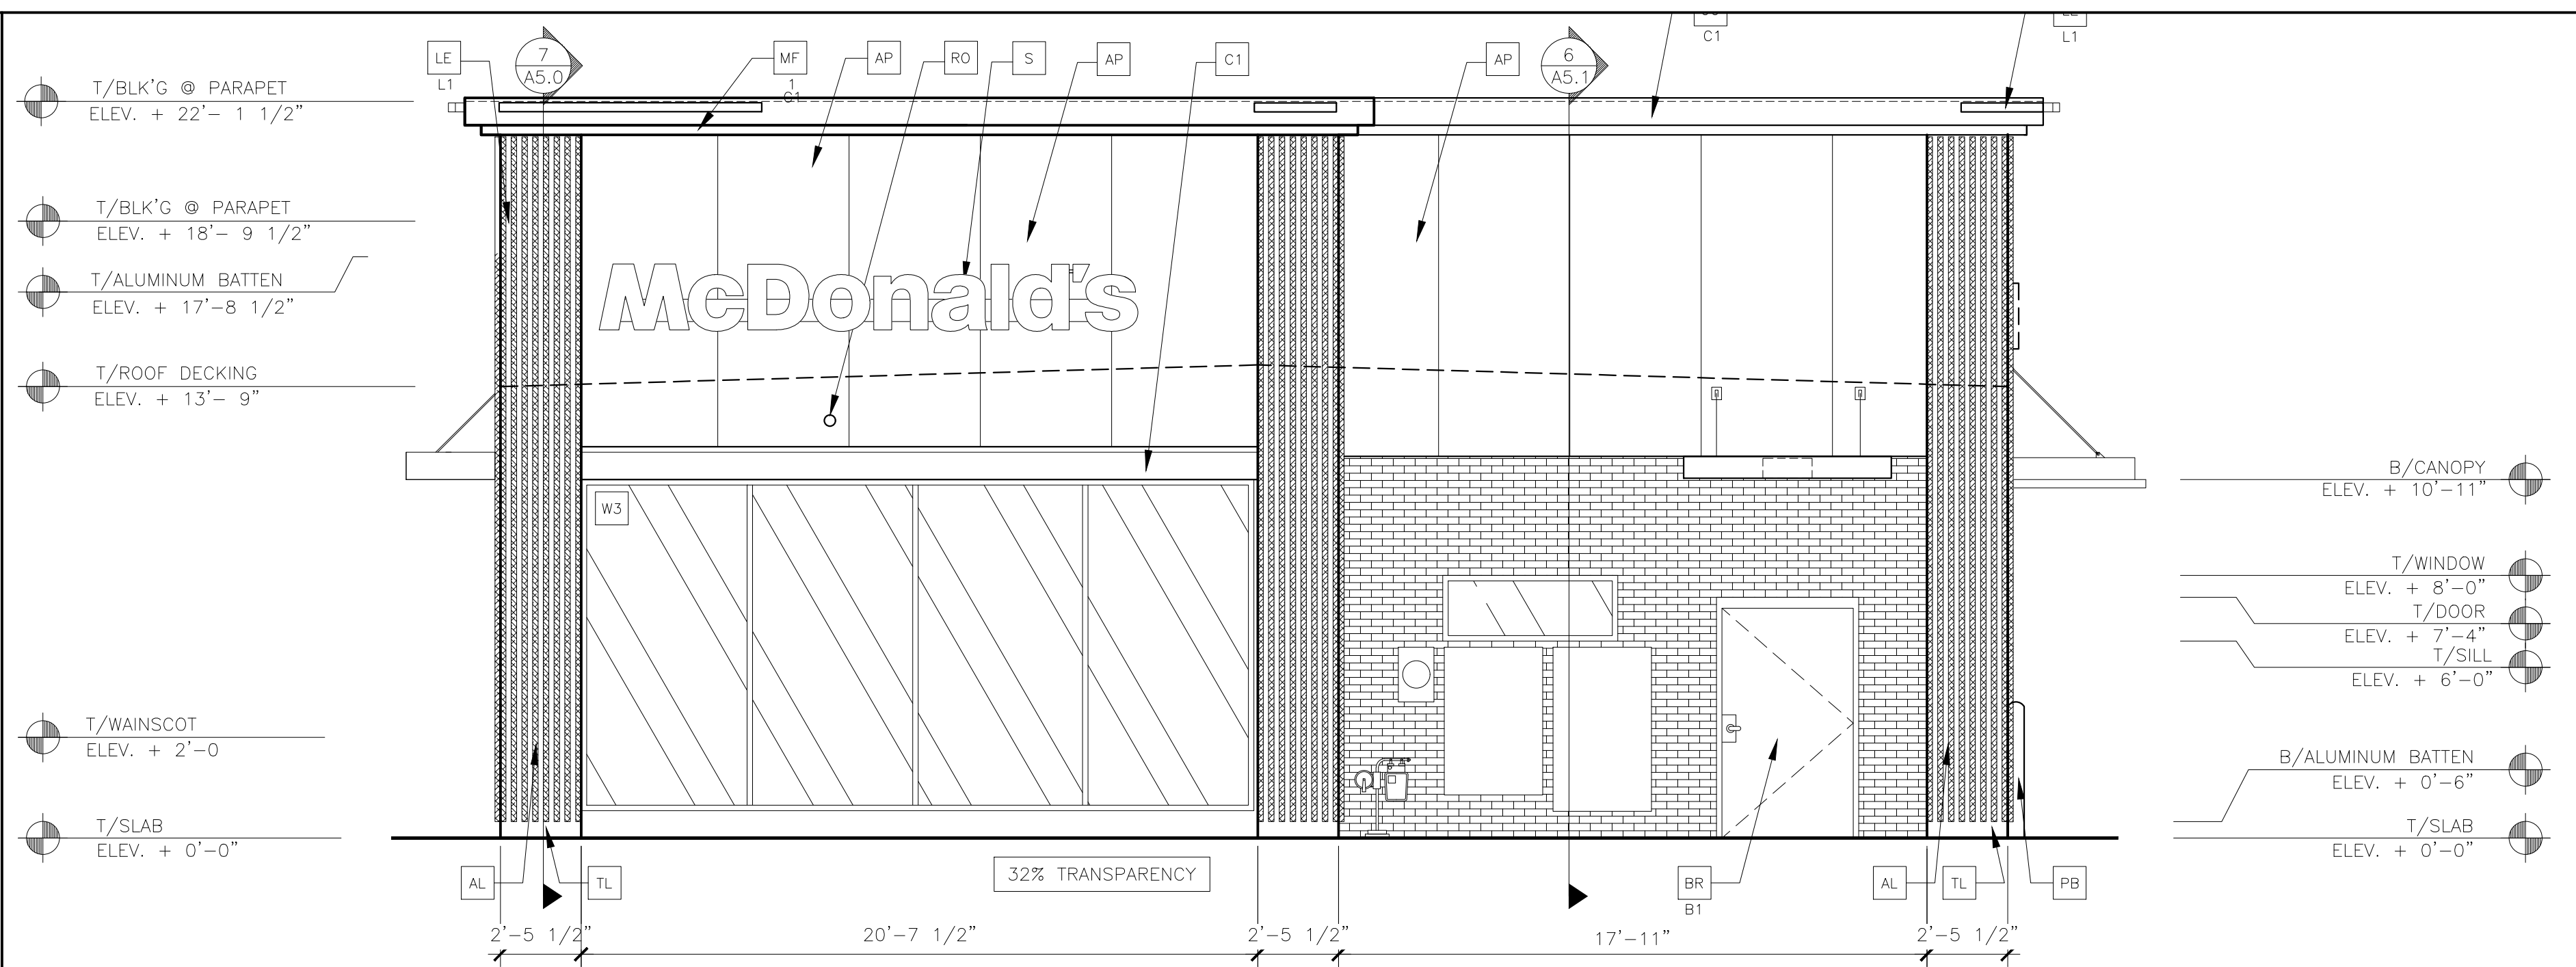 LE
L1
7
A5.0
MF
1
C1
AP
RO
S
AP
C1
AP
6
A5.1
C1
L1
T/BLK'G @ PARAPET
ELEV. + 22'- 1 1/2"
T/BLK'G @ PARAPET
ELEV. + 18'- 9 1/2"
T/ALUMINUM BATTEN
ELEV. + 17'-8 1/2"
T/ROOF DECKING
ELEV. + 13'- 9"
T/WAINSCOT
ELEV. + 2'-0
T/SLAB
ELEV. + 0'-0"
McDonald's
W3
B/CANOPY
ELEV. + 10'-11"
T/WINDOW
ELEV. + 8'-0"
T/DOOR
ELEV. + 7'-4"
T/SILL
ELEV. + 6'-0"
B/ALUMINUM BATTEN
ELEV. + 0'-6"
T/SLAB
ELEV. + 0'-0"
AL
TL
32% TRANSPARENCY
BR
B1
AL
TL
PB
2'-5 1/2"
20'-7 1/2"
2'-5 1/2"
17'-11"
2'-5 1/2"